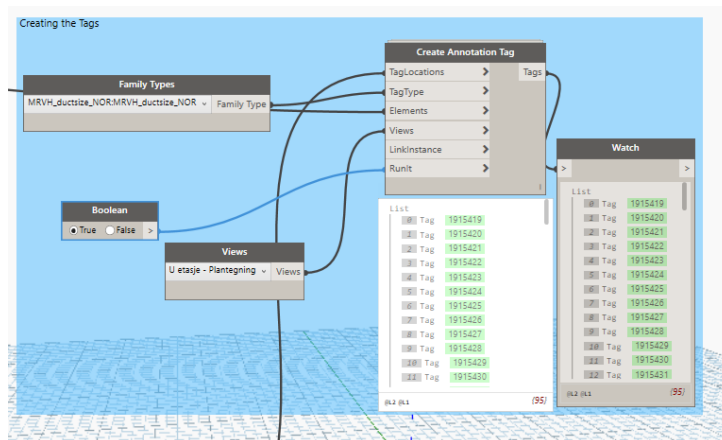 Creating the Tags
Family Types
MRVH_ductsize_NOR:MRVH_ductsize_NOR
Family Type
Boolean
True
False
>
Views
U etasje - Plantegning
Views
Create Annotation Tag
TagLocations >
Tags
TagType >
Elements >
Views >
LinkInstance >
RunIt >
List
0 Tag 1915419
1 Tag 1915420
2 Tag 1915421
3 Tag 1915422
4 Tag 1915423
5 Tag 1915424
6 Tag 1915425
7 Tag 1915426
8 Tag 1915427
9 Tag 1915428
10 Tag 1915429
11 Tag 1915430
@L2 @L1 (95)
Watch
> >
List
0 Tag 1915419
1 Tag 1915420
2 Tag 1915421
3 Tag 1915422
4 Tag 1915423
5 Tag 1915424
6 Tag 1915425
7 Tag 1915426
8 Tag 1915427
9 Tag 1915428
10 Tag 1915429
11 Tag 1915430
12 Tag 1915431
@L2 @L1 (95)